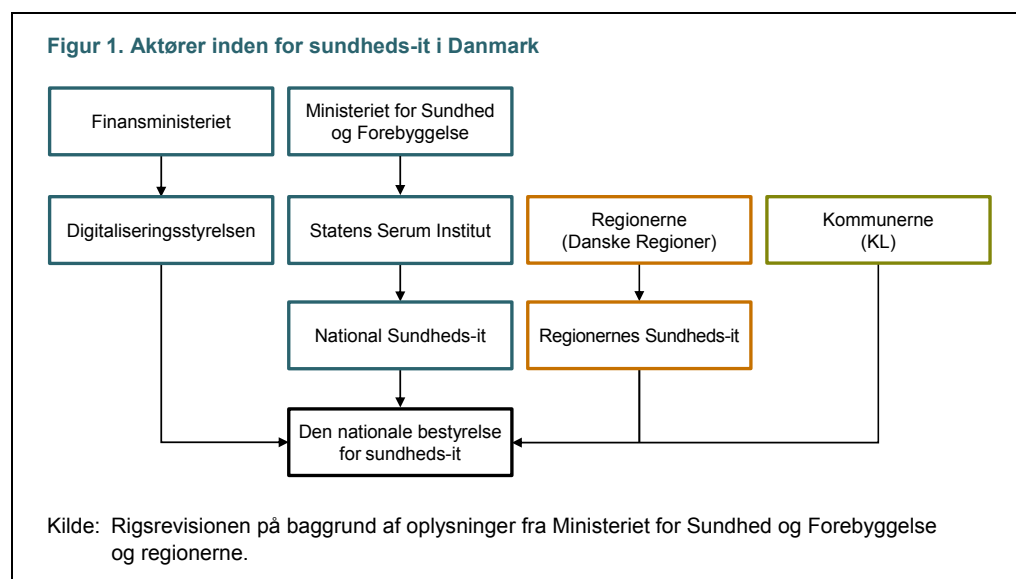 Figur 1. Aktører inden for sundheds-it i Danmark
Finansministeriet
Ministeriet for Sundhed
og Forebyggelse
Digitaliseringsstyrelsen
Statens Serum Institut
Regionerne
(Danske Regioner)
Kommunerne
(KL)
National Sundheds-it
Regionernes Sundheds-it
Den nationale bestyrelse
for sundheds-it
Kilde: Rigsrevisionen på baggrund af oplysninger fra Ministeriet for Sundhed og Forebyggelse
og regionerne.